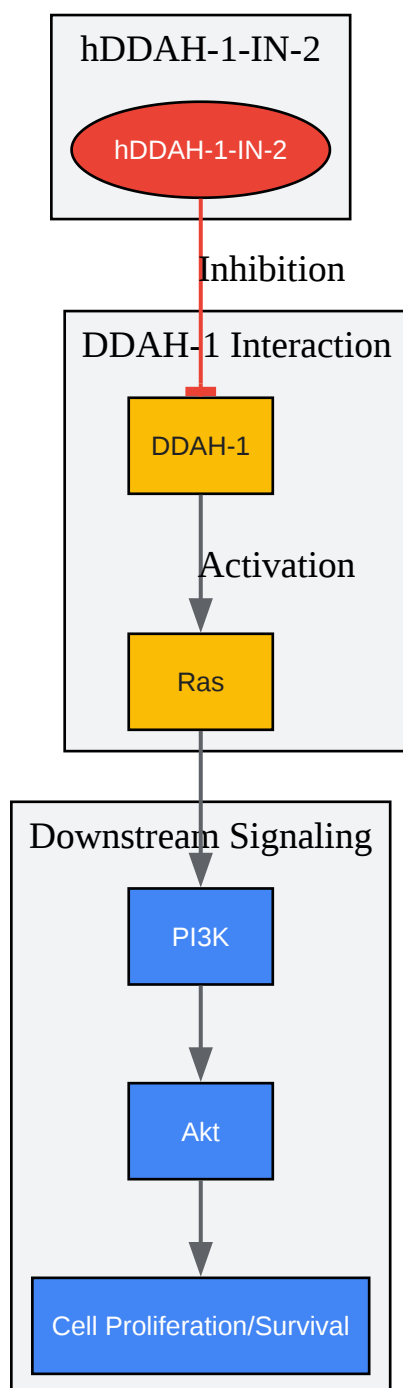 hDDAH-1-IN-2
hDDAH-1-IN-2
Inhibition
DDAH-1 Interaction
DDAH-1
Activation
Ras
Downstream Signaling
PI3K
Akt
Cell Proliferation/Survival